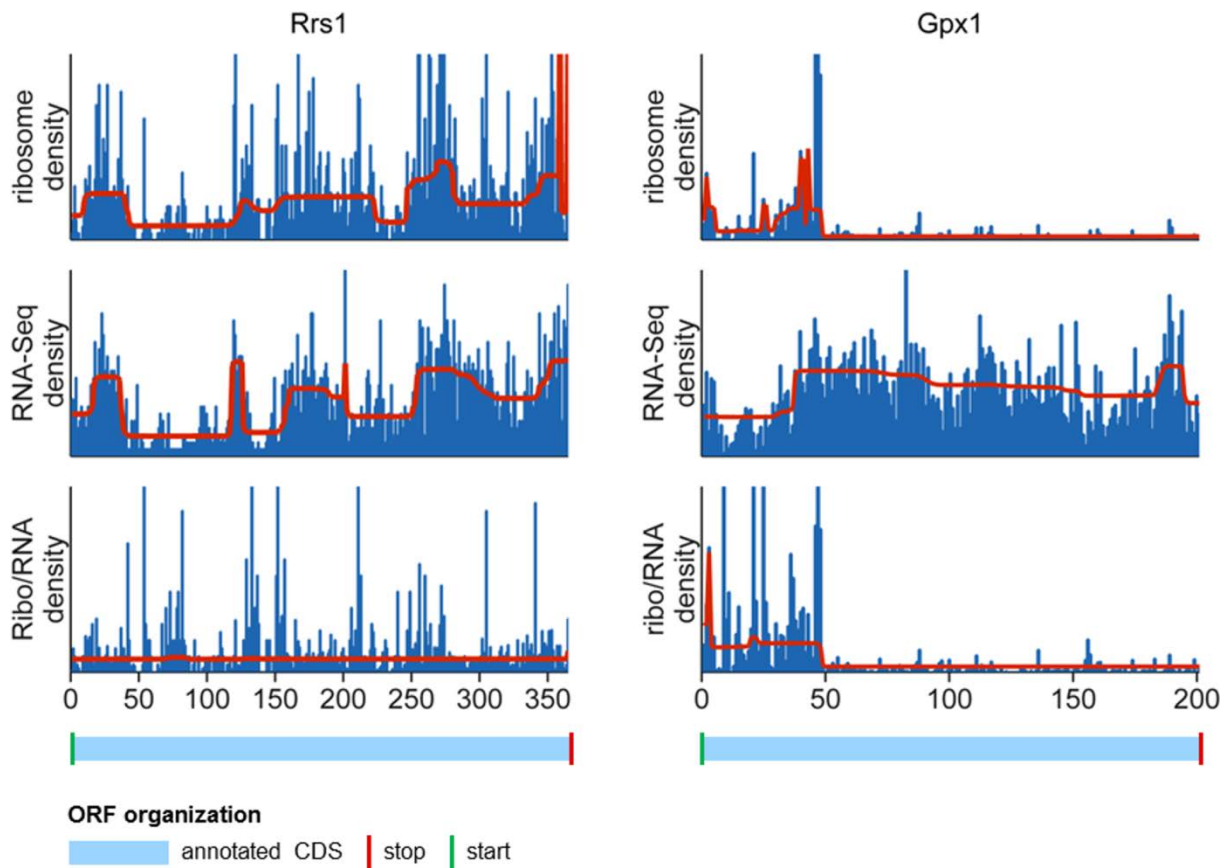 Rrs1
Gpx1
ribosome
density
ribosome
density
RNA-Seq
density
RNA-Seq
density
Ribo/RNA
density
ribo/RNA
density
0 50 100 150 200 250 300 350
0 50 100 150 200
ORF organization
annotated CDS stop start